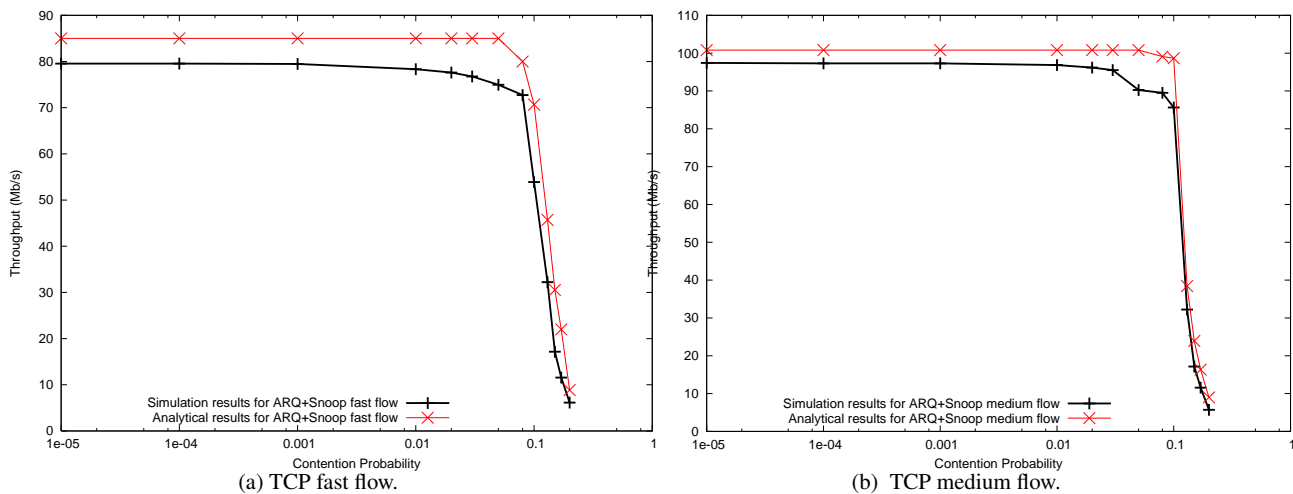 90
80
70
60
50
40
30
20
10
0
Throughput (Mb/s)
Simulation results for ARQ+Snoop fast flow
Analytical results for ARQ+Snoop fast flow
1e-05 1e-04 0.001 0.01 0.1 1
Contention Probability
(a) TCP fast flow.
110
100
90
80
70
60
50
40
30
20
10
0
Throughput (Mb/s)
Simulation results for ARQ+Snoop medium flow
Analytical results for ARQ+Snoop medium flow
1e-05 1e-04 0.001 0.01 0.1 1
Contention Probability
(b) TCP medium flow.